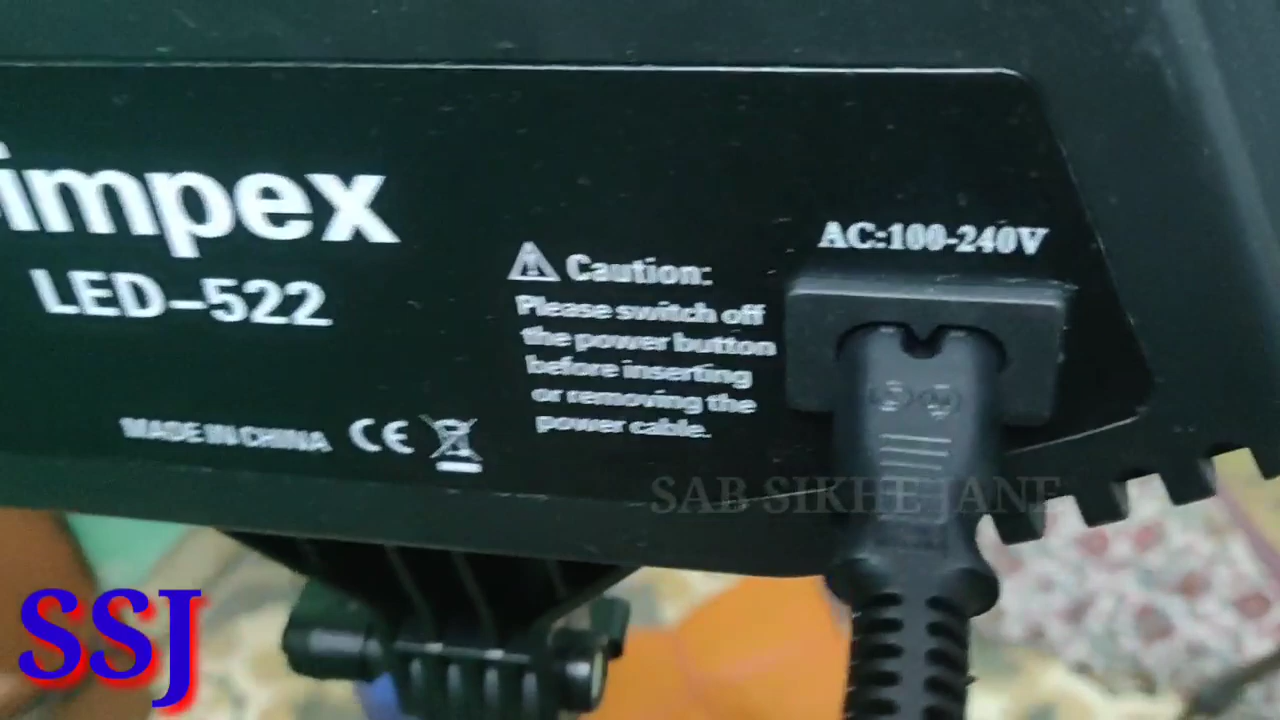 impex
LED-522
AC:100-240V
Caution:
Please switch off
the power button
before inserting
or removing the
power cable.
MADE IN CHINA CE
SAB SIKHE JANE
SSJ